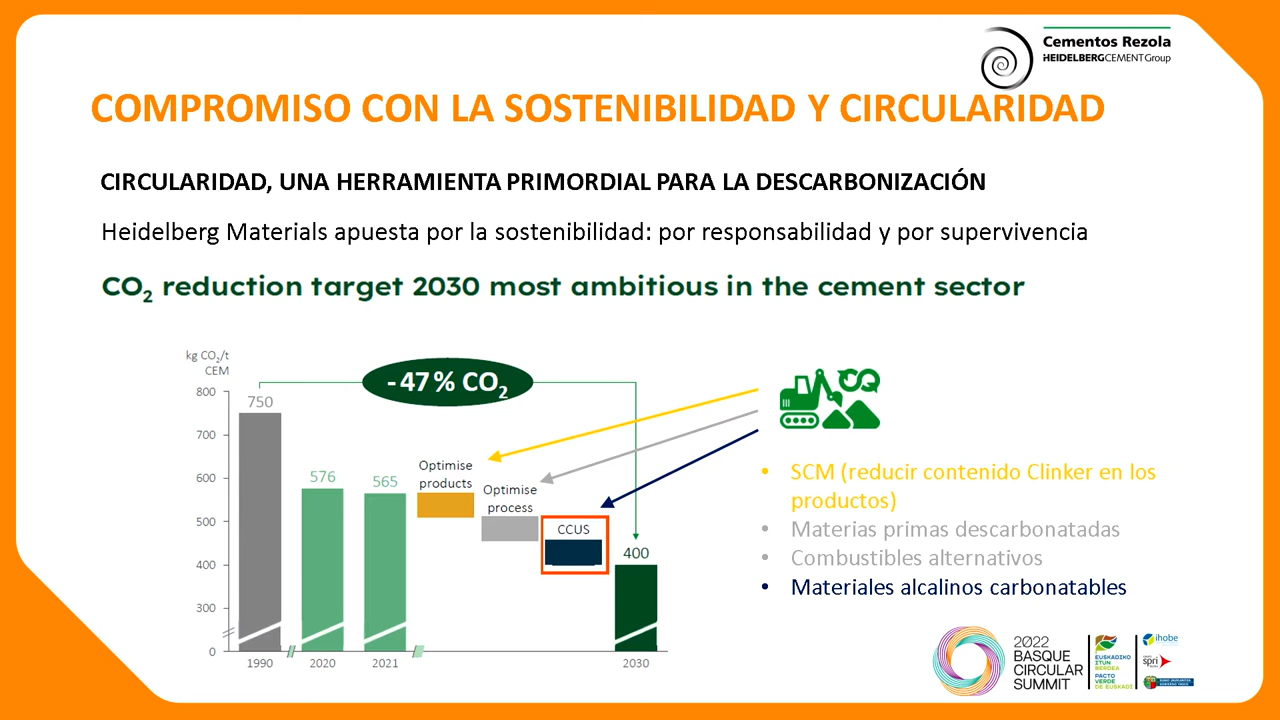 Cementos Rezola
HEIDELBERGCEMENT Group
COMPROMISO CON LA SOSTENIBILIDAD Y CIRCULARIDAD
CIRCULARIDAD, UNA HERRAMIENTA PRIMORDIAL PARA LA DESCARBONIZACIÓN
Heidelberg Materials apuesta por la sostenibilidad: por responsabilidad y por supervivencia
CO2 reduction target 2030 most ambitious in the cement sector
kg CO2/t
CEM
- 47 % CO2
800
700
600
500
400
300
0
750
576
565
Optimise
products
Optimise
process
CCUS
400
1990
2020
2021
2030
• SCM (reducir contenido Clinker en los
productos)
• Materias primas descarbonatadas
• Combustibles alternativos
• Materiales alcalinos carbonatables
2022
BASQUE
CIRCULAR
SUMMIT
EUSKADIKO
ITUN
BERDEA
PACTO
VERDE
DE EUSKADI
ihobe
spri